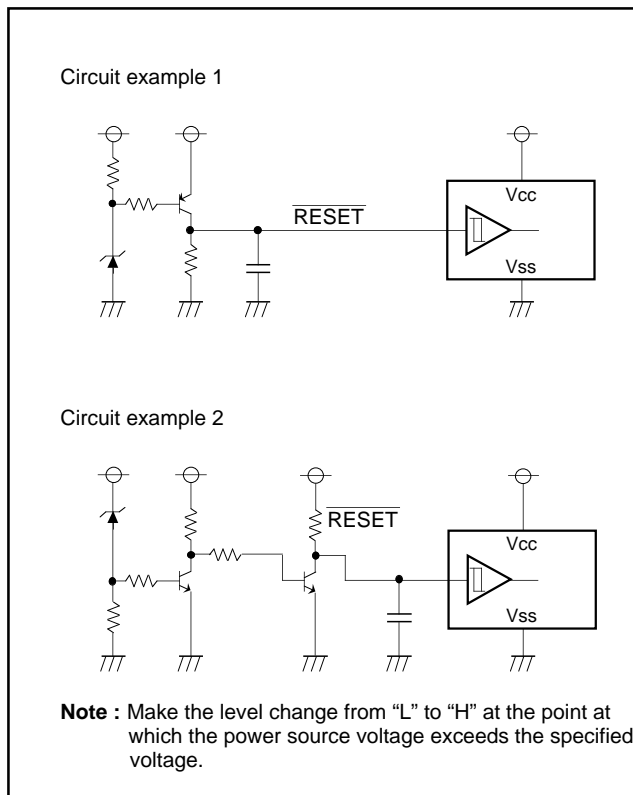 Circuit example 1
RESET
Vcc
Vss
Circuit example 2
RESET
Vcc
Vss
Note : Make the level change from “L” to “H” at the point at
which the power source voltage exceeds the specified
voltage.